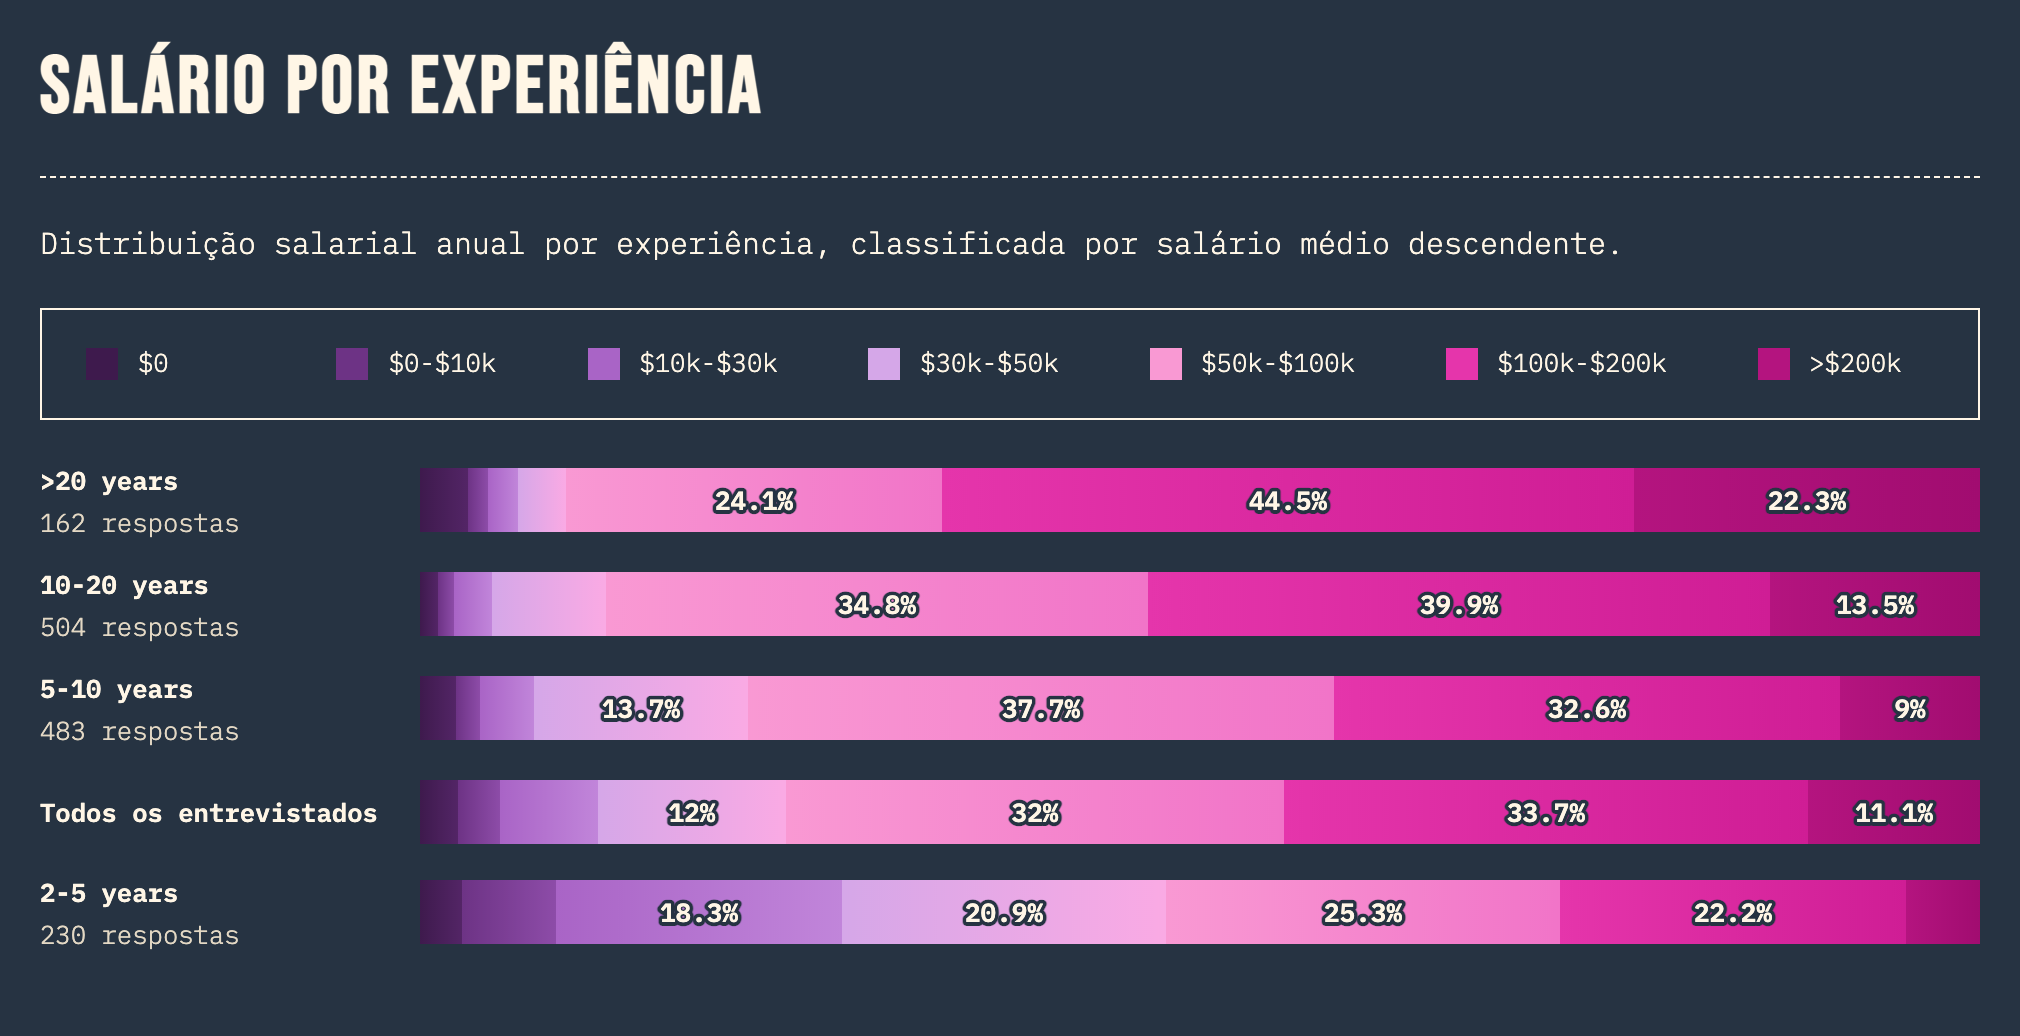 SALÁRIO POR EXPERIÊNCIA
Distribuição salarial anual por experiência, classificada por salário médio descendente.
$0 $0-$10k $10k-$30k $30k-$50k $50k-$100k $100k-$200k >$200k
>20 years
162 respostas
24.1% 44.5% 22.3%
10-20 years
504 respostas
34.8% 39.9% 13.5%
5-10 years
483 respostas
13.7% 37.7% 32.6% 9%
Todos os entrevistados
12% 32% 33.7% 11.1%
2-5 years
230 respostas
18.3% 20.9% 25.3% 22.2%